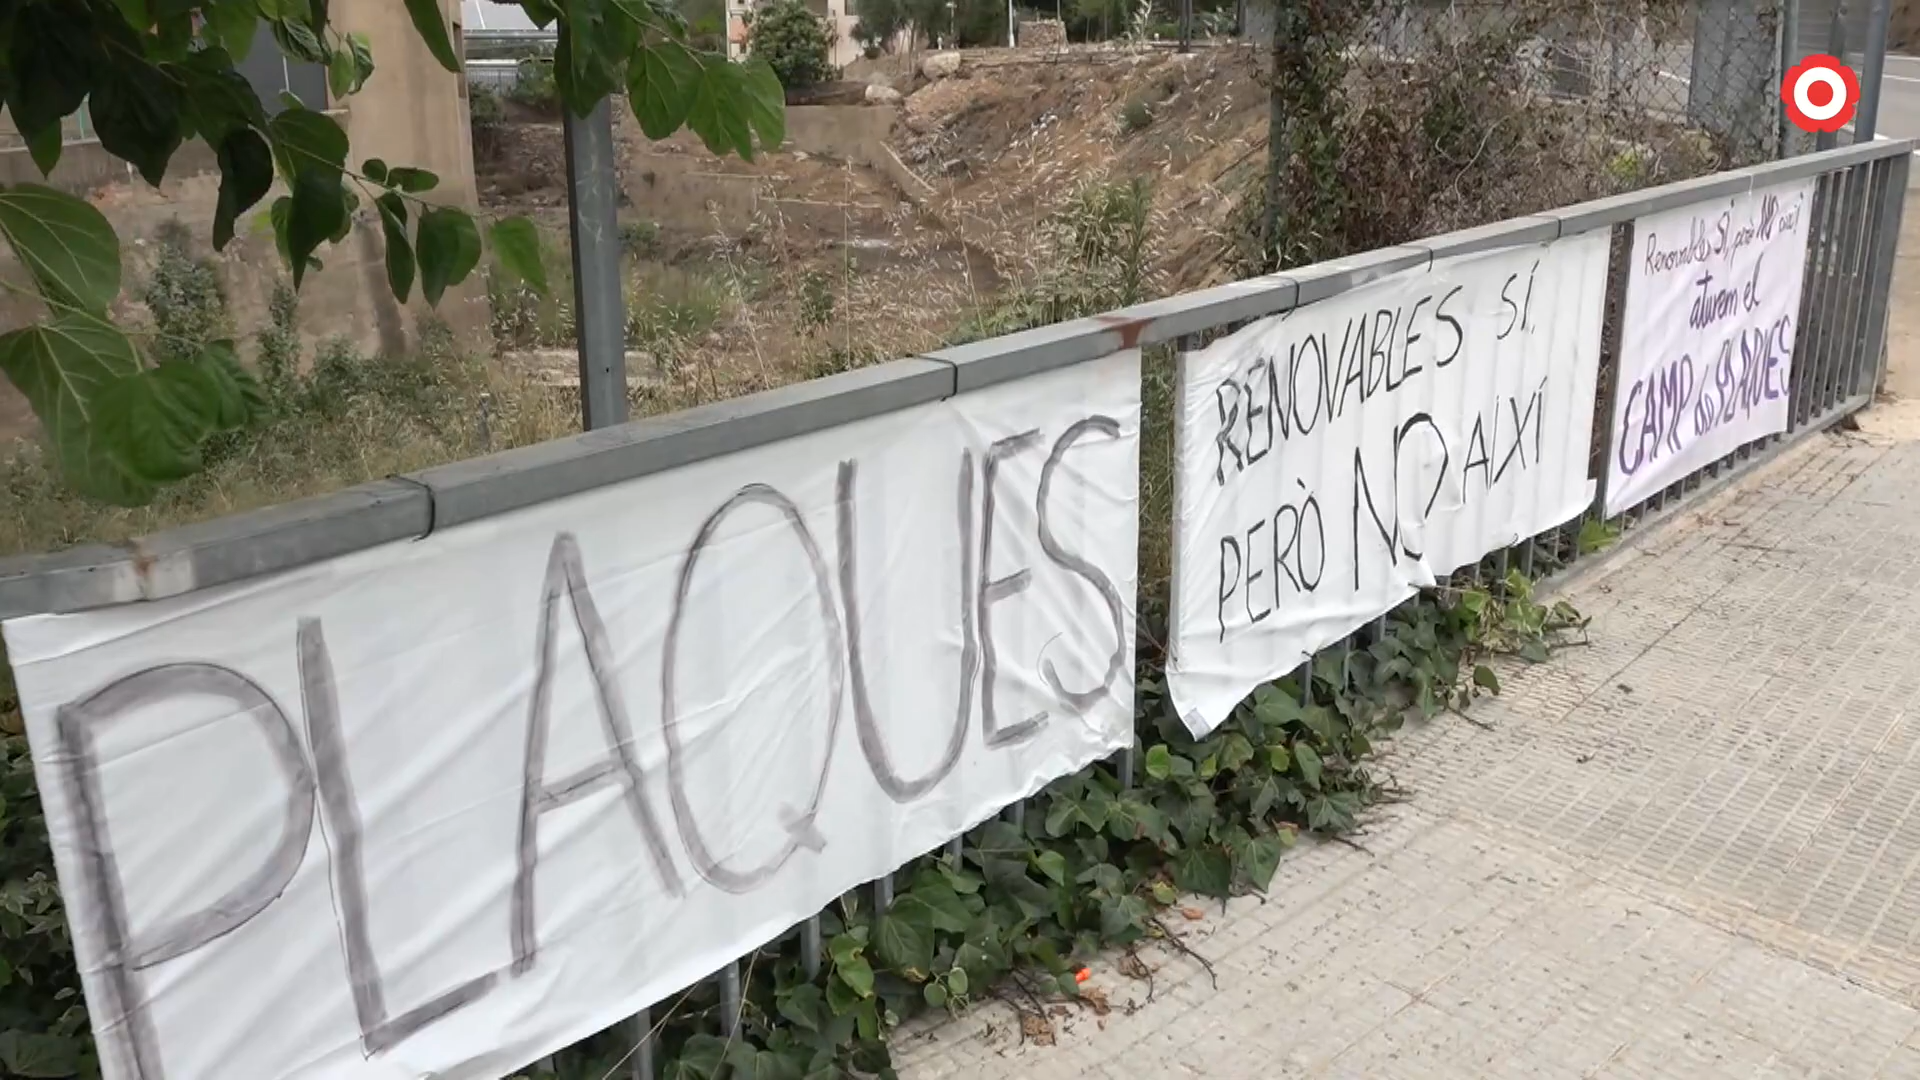 PLAQUES
RENOVABLES SÍ,
PERÒ NO AIXÍ
Renovables SÍ, però NO així!
aturem el
CAMP de PLAQUES